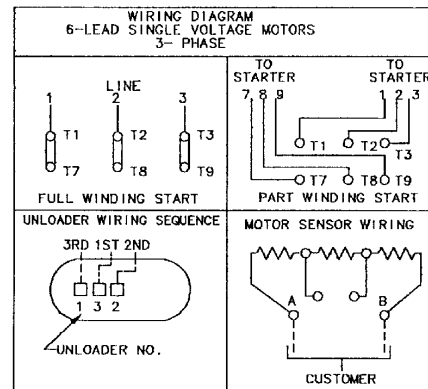 WIRING DIAGRAM
6-LEAD SINGLE VOLTAGE MOTORS
3- PHASE
LINE
1 2 3
T1 T2 T3
T7 T8 T9
FULL WINDING START
TO STARTER TO STARTER
7 8 9 1 2 3
T1 T2 T3
T7 T8 T9
PART WINDING START
UNLOADER WIRING SEQUENCE
3RD 1ST 2ND
1 3 2
UNLOADER NO.
MOTOR SENSOR WIRING
A B
CUSTOMER